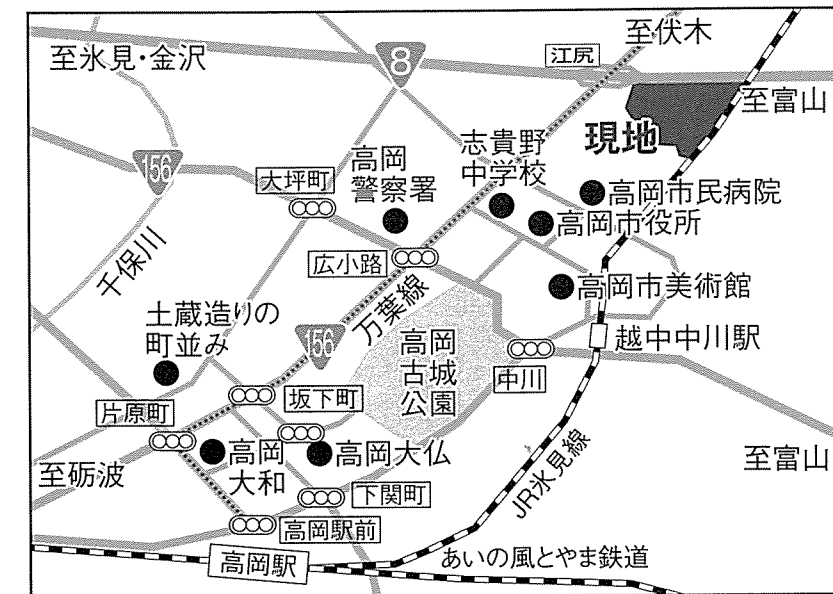 至伏木
至氷見・金沢
8
江尻
至富山
現地
156
大坪町
高岡
警察署
志貴野
中学校
高岡市民病院
高岡市役所
広小路
千保川
万葉線
高岡市美術館
土蔵造りの
町並み
156
高岡
古城
公園
越中中川駅
中川
坂下町
片原町
至砺波
高岡
大和
高岡大仏
下関町
高岡駅前
JR氷見線
至富山
高岡駅
あいの風とやま鉄道